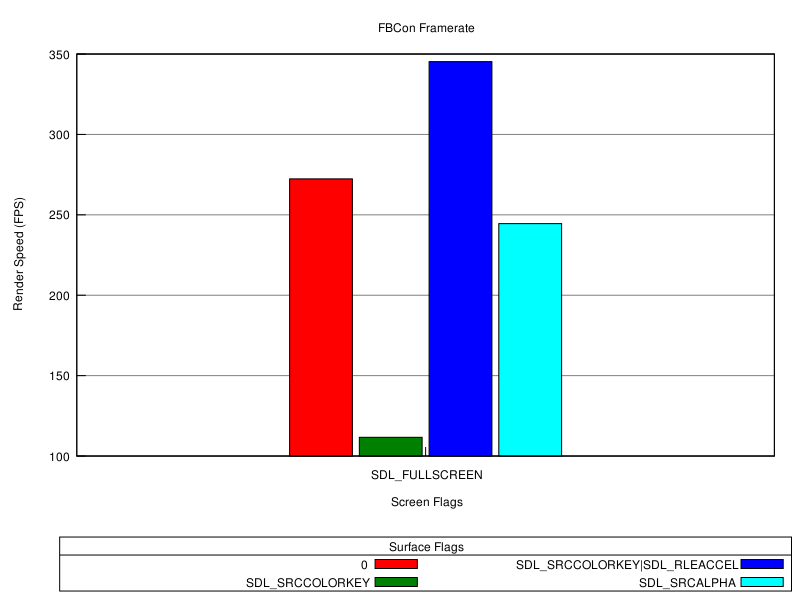 FBCon Framerate
350
300
250
200
150
100
Render Speed (FPS)
SDL_FULLSCREEN
Screen Flags
Surface Flags
0
SDL_SRCCOLORKEY|SDL_RLEACCEL
SDL_SRCCOLORKEY
SDL_SRCALPHA